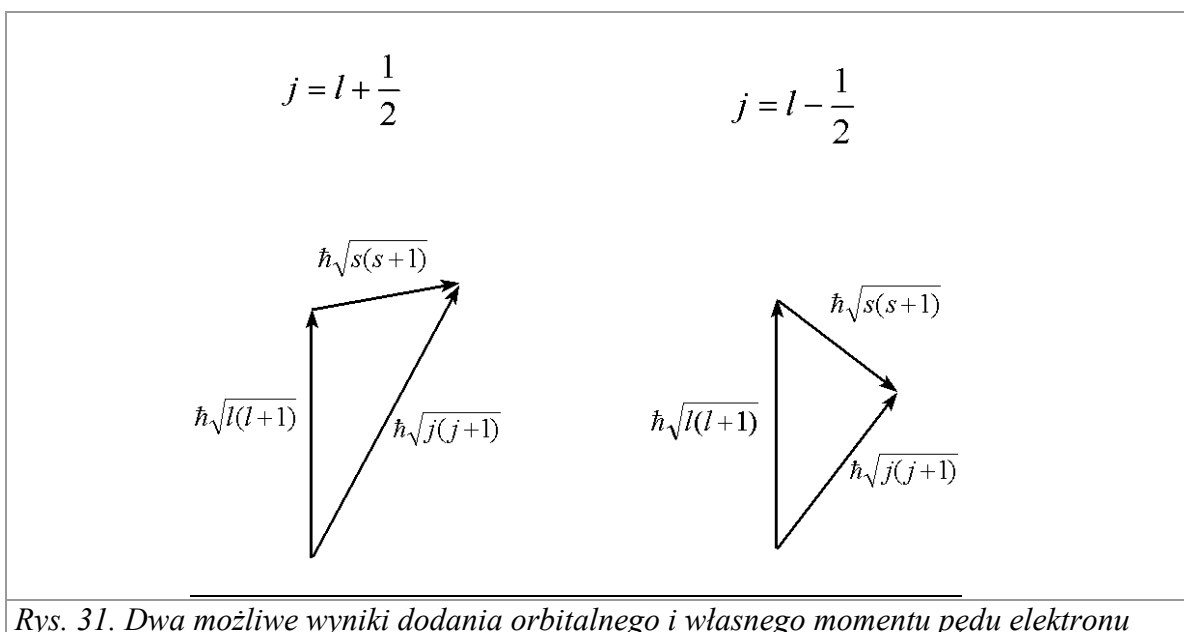 j = l + 1/2
j = l - 1/2
ℏ√s(s+1)
ℏ√l(l+1)
ℏ√j(j+1)
ℏ√s(s+1)
ℏ√l(l+1)
ℏ√j(j+1)
Rys. 31. Dwa możliwe wyniki dodania orbitalnego i własnego momentu pędu elektronu